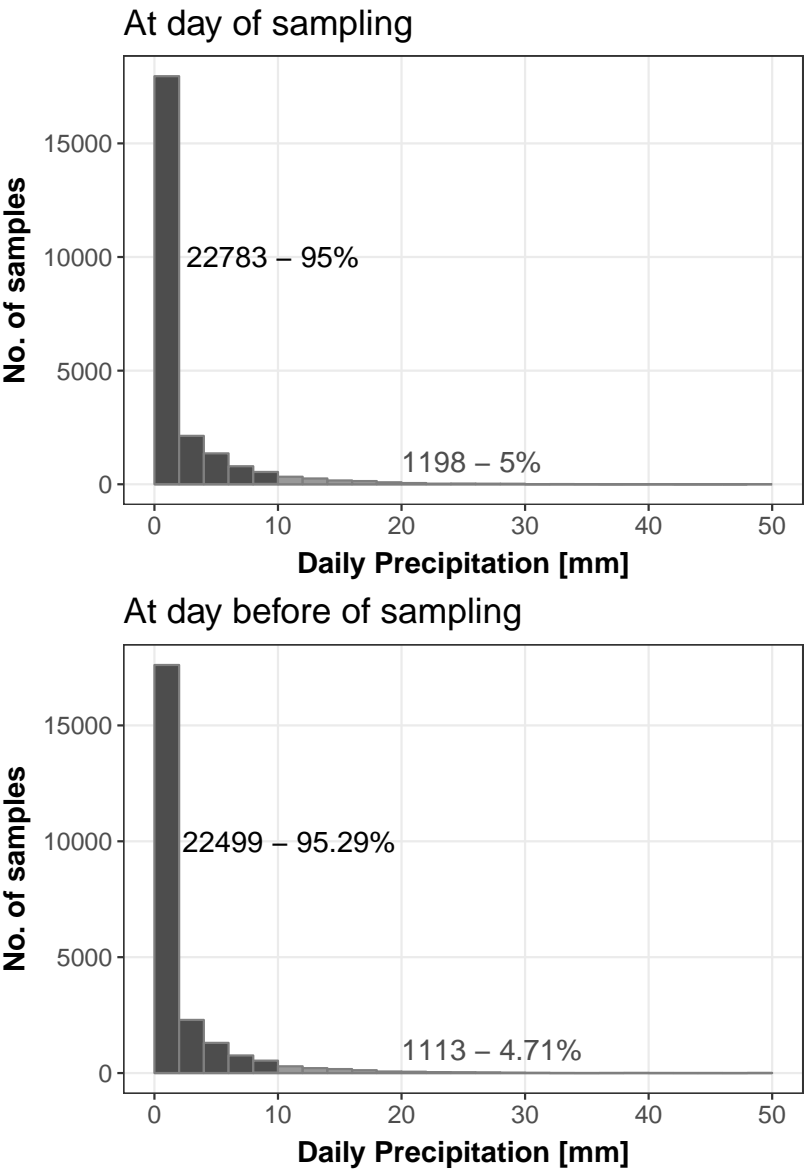 At day of sampling
No. of samples
15000
10000
5000
0
22783 – 95%
1198 – 5%
0 10 20 30 40 50
Daily Precipitation [mm]
At day before of sampling
No. of samples
15000
10000
5000
0
22499 – 95.29%
1113 – 4.71%
0 10 20 30 40 50
Daily Precipitation [mm]